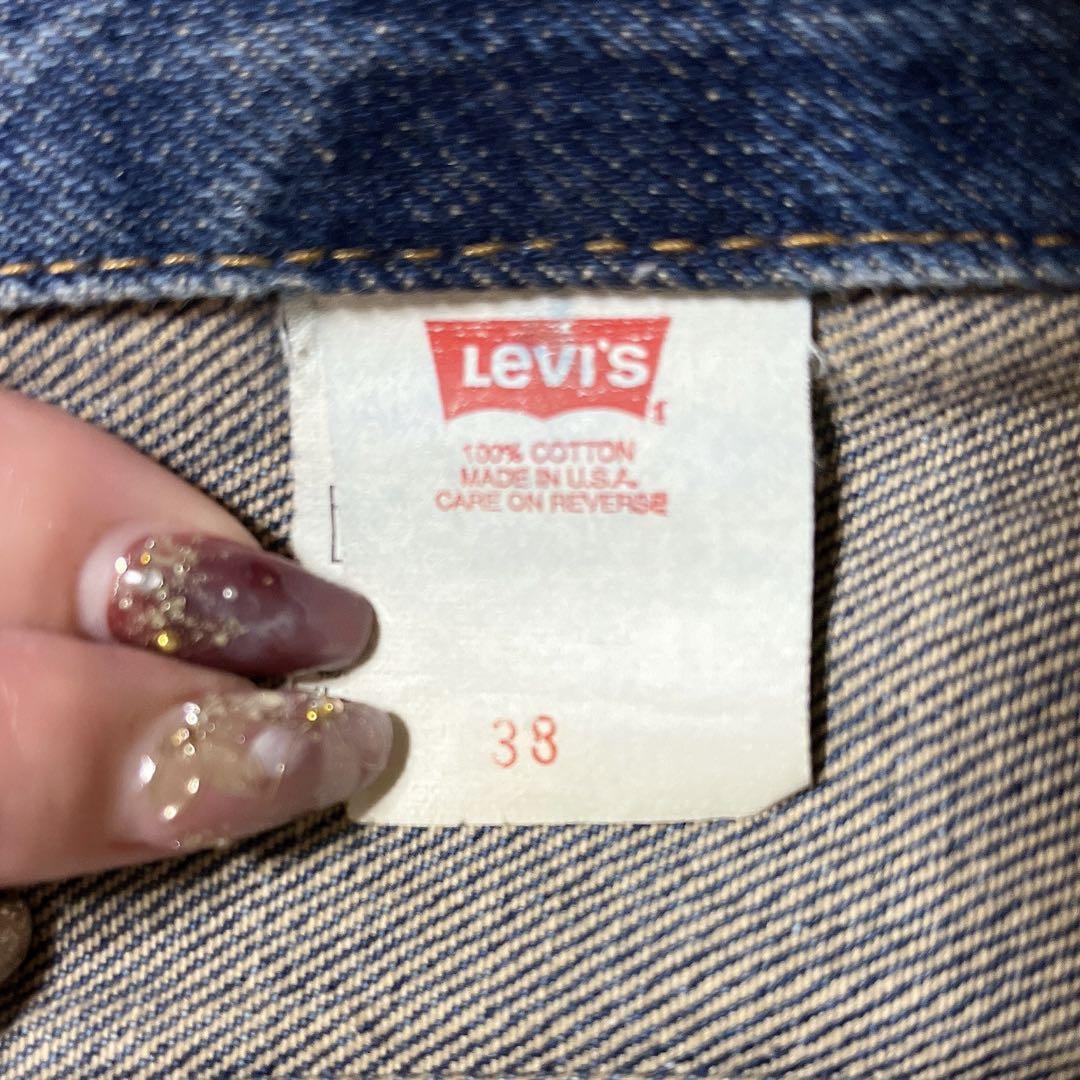 LEVI'S
100% COTTON
MADE IN U.S.A.
CARE ON REVERSE
38